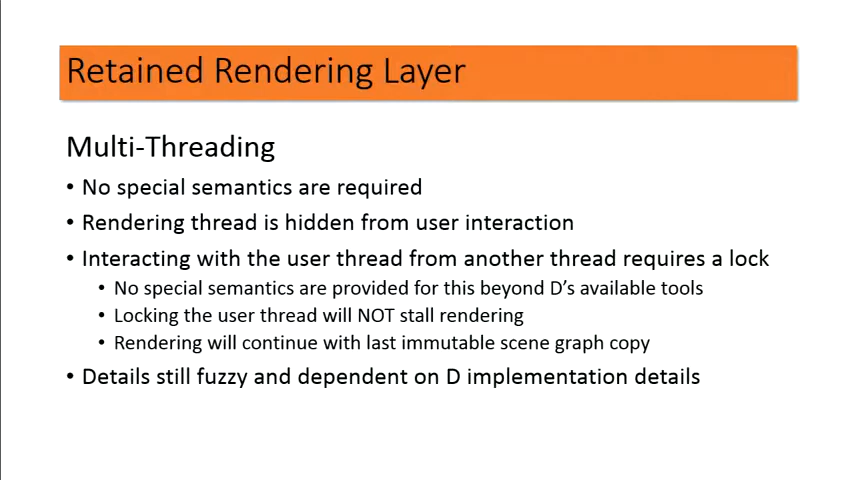 Retained Rendering Layer
Multi-Threading
• No special semantics are required
• Rendering thread is hidden from user interaction
• Interacting with the user thread from another thread requires a lock
• No special semantics are provided for this beyond D's available tools
• Locking the user thread will NOT stall rendering
• Rendering will continue with last immutable scene graph copy
• Details still fuzzy and dependent on D implementation details